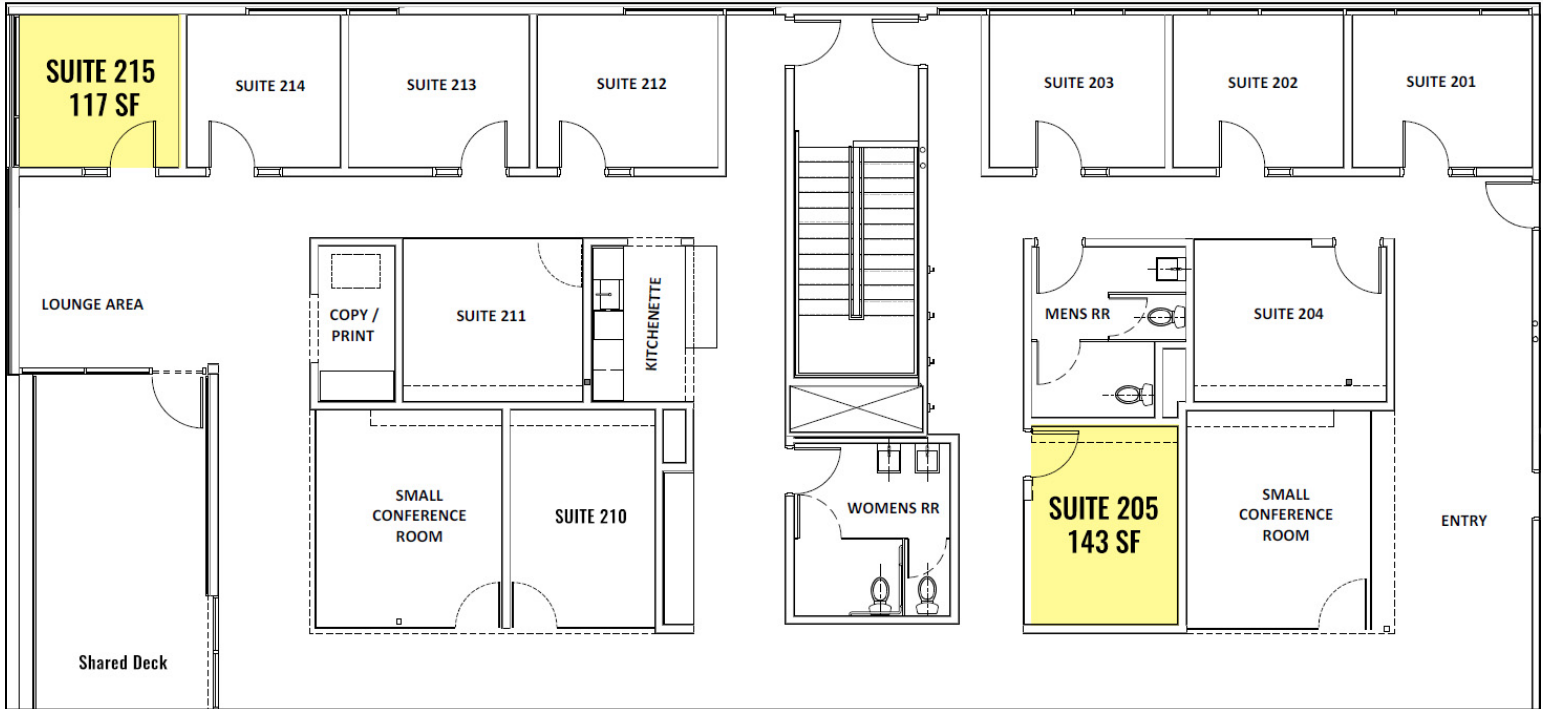 SUITE 215
117 SF
SUITE 214
SUITE 213
SUITE 212
SUITE 203
SUITE 202
SUITE 201
LOUNGE AREA
COPY /
PRINT
SUITE 211
KITCHENETTE
MENS RR
SUITE 204
SMALL
CONFERENCE
ROOM
SUITE 210
WOMENS RR
SUITE 205
143 SF
SMALL
CONFERENCE
ROOM
ENTRY
Shared Deck